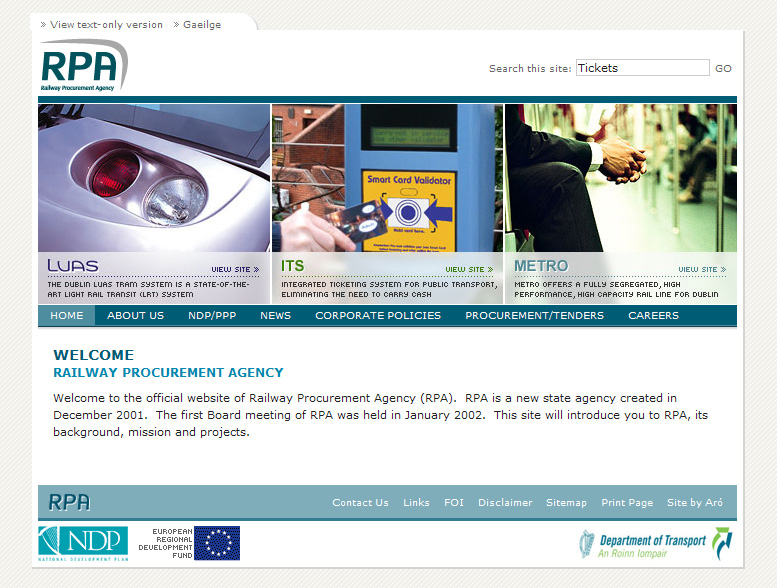 » View text-only version » Gaeilge
RPA
Railway Procurement Agency
Search this site: Tickets GO
Smart Card Validator
Hold card here.
LUAS VIEW SITE »
THE DUBLIN LUAS TRAM SYSTEM IS A STATE-OF-THE-
ART LIGHT RAIL TRANSIT (LRT) SYSTEM
ITS VIEW SITE »
INTEGRATED TICKETING SYSTEM FOR PUBLIC TRANSPORT,
ELIMINATING THE NEED TO CARRY CASH
METRO VIEW SITE »
METRO OFFERS A FULLY SEGREGATED, HIGH
PERFORMANCE, HIGH CAPACITY RAIL LINE FOR DUBLIN
HOME ABOUT US NDP/PPP NEWS CORPORATE POLICIES PROCUREMENT/TENDERS CAREERS
WELCOME
RAILWAY PROCUREMENT AGENCY
Welcome to the official website of Railway Procurement Agency (RPA). RPA is a new state agency created in
December 2001. The first Board meeting of RPA was held in January 2002. This site will introduce you to RPA, its
background, mission and projects.
RPA Contact Us Links FOI Disclaimer Sitemap Print Page Site by Aró
NDP
NATIONAL DEVELOPMENT PLAN
EUROPEAN
REGIONAL
DEVELOPMENT
FUND
Department of Transport
An Roinn Iompair